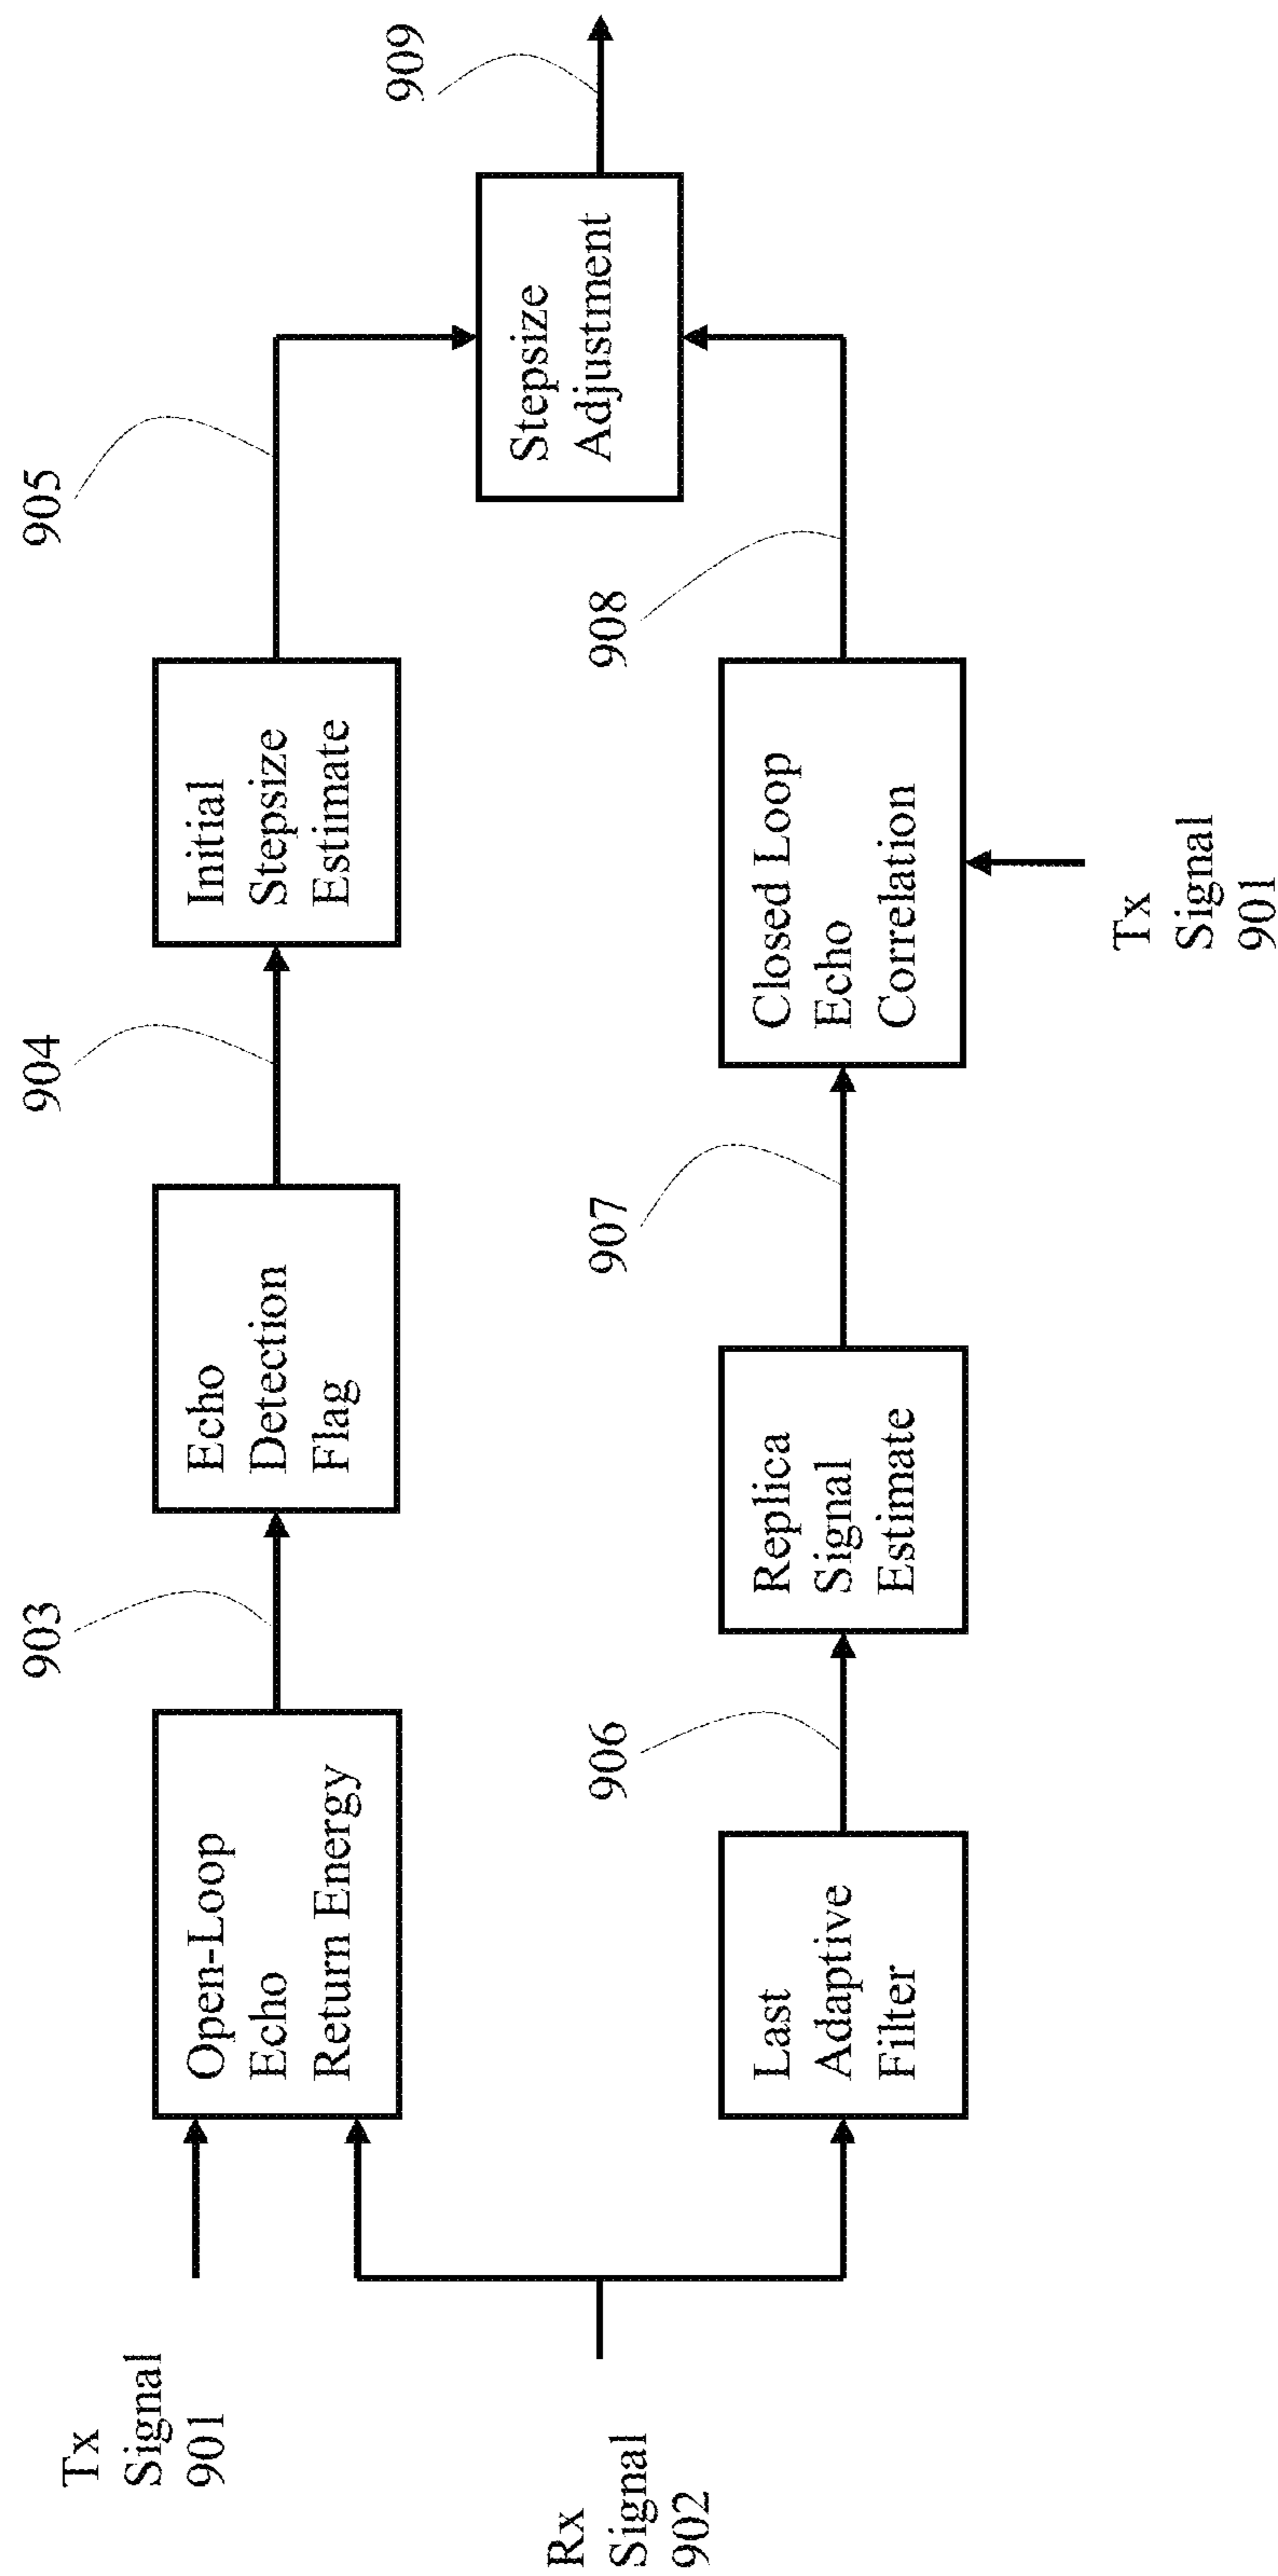 Tx
Signal
901
Open-Loop
Echo
Return Energy
903
Echo
Detection
Flag
904
Initial
Stepsize
Estimate
905
Stepsize
Adjustment
909
Rx
Signal
902
Last
Adaptive
Filter
906
Replica
Signal
Estimate
907
Closed Loop
Echo
Correlation
908
Tx
Signal
901